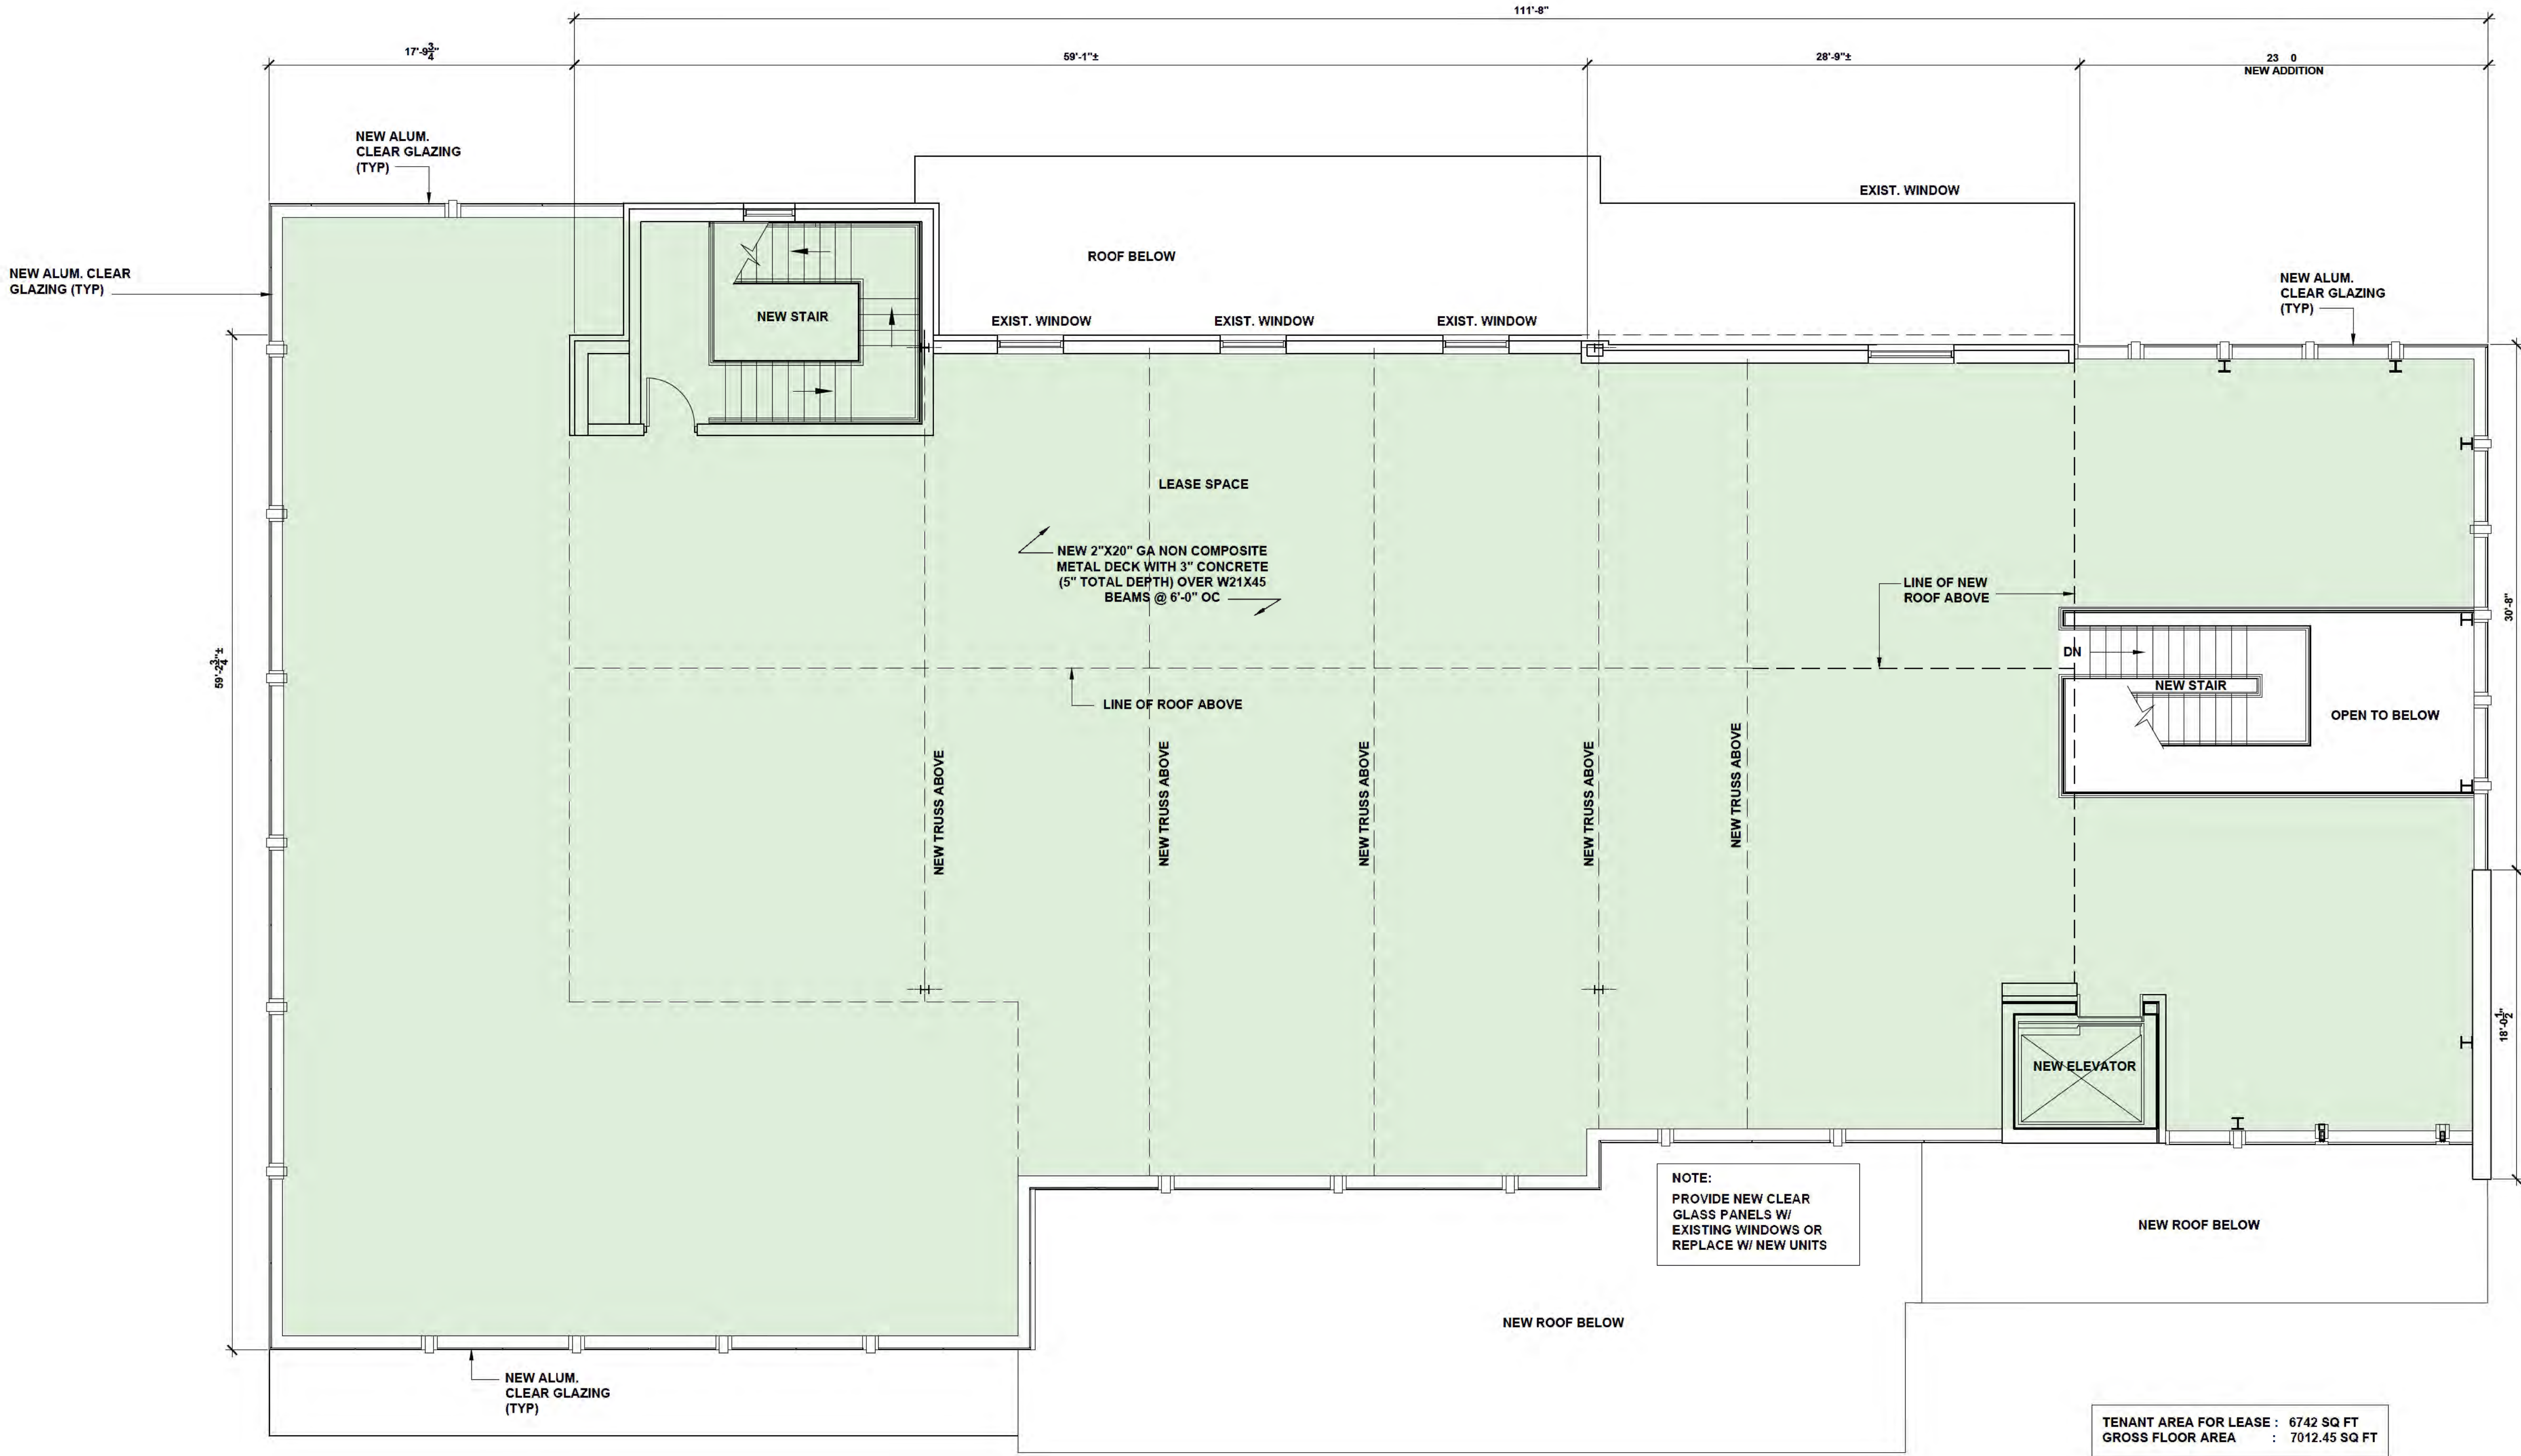 111'-8"
17'-9 3/4"
59'-1"±
28'-9"±
23 0
NEW ADDITION
NEW ALUM.
CLEAR GLAZING
(TYP)
EXIST. WINDOW
ROOF BELOW
NEW ALUM. CLEAR
GLAZING (TYP)
NEW ALUM.
CLEAR GLAZING
(TYP)
NEW STAIR
EXIST. WINDOW
EXIST. WINDOW
EXIST. WINDOW
LEASE SPACE
NEW 2"X20" GA NON COMPOSITE
METAL DECK WITH 3" CONCRETE
(5" TOTAL DEPTH) OVER W21X45
BEAMS @ 6'-0" OC
LINE OF NEW
ROOF ABOVE
30'-8"
59'-2 3/4"±
DN
NEW STAIR
OPEN TO BELOW
LINE OF ROOF ABOVE
NEW TRUSS ABOVE
NEW TRUSS ABOVE
NEW TRUSS ABOVE
NEW TRUSS ABOVE
NEW TRUSS ABOVE
18'-0 1/2"
NEW ELEVATOR
NOTE:
PROVIDE NEW CLEAR
GLASS PANELS W/
EXISTING WINDOWS OR
REPLACE W/ NEW UNITS
NEW ROOF BELOW
NEW ROOF BELOW
NEW ALUM.
CLEAR GLAZING
(TYP)
TENANT AREA FOR LEASE : 6742 SQ FT
GROSS FLOOR AREA : 7012.45 SQ FT